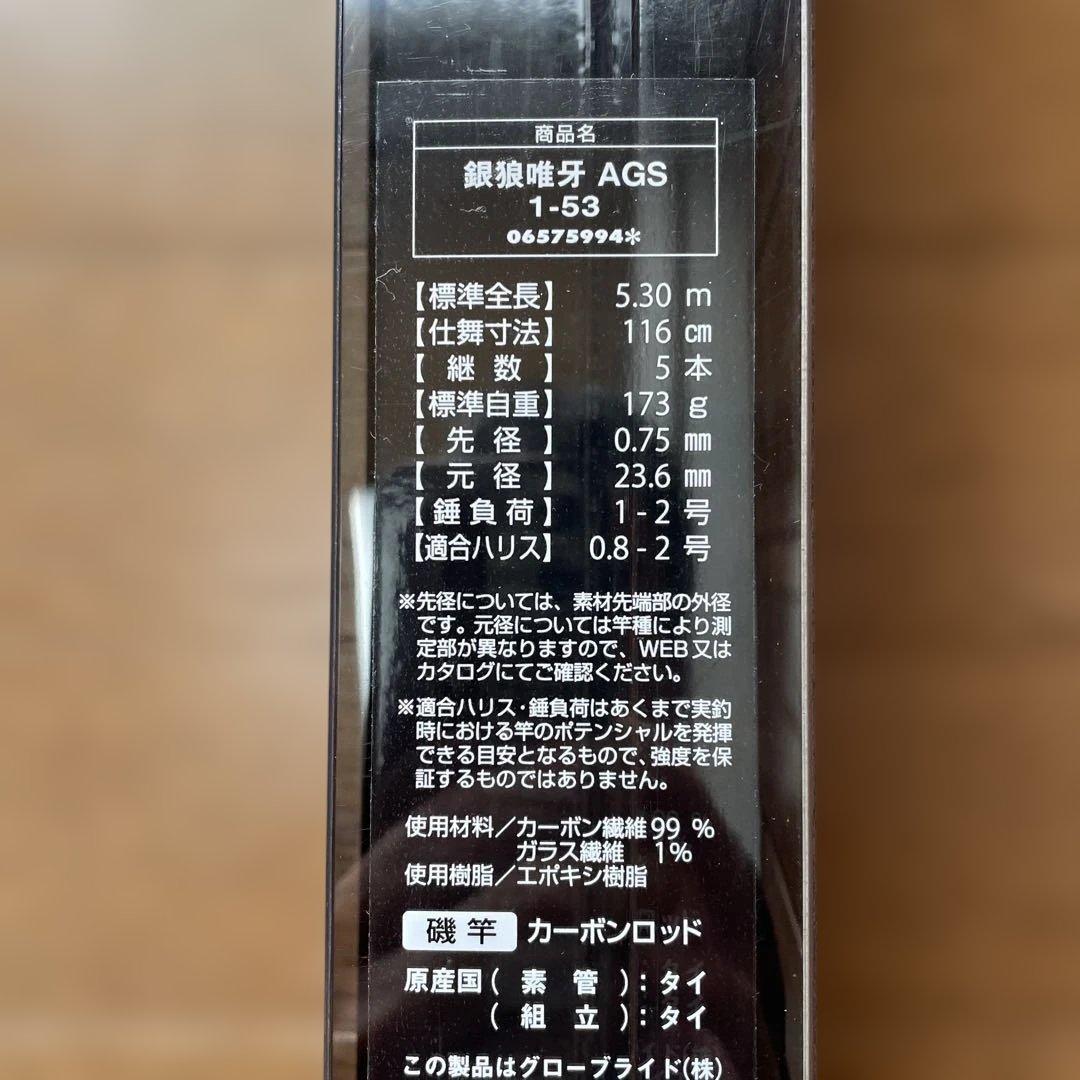 商品名
銀狼唯牙 AGS
1-53
06575994*
【標準全長】 5.30 m
【仕舞寸法】 116 cm
【継数】 5 本
【標準自重】 173 g
【先径】 0.75 mm
【元径】 23.6 mm
【錘負荷】 1-2 号
【適合ハリス】 0.8-2 号
※先径については、素材先端部の外径
です。元径については竿種により測
定部が異なりますので、WEB又は
カタログにてご確認ください。
※適合ハリス・錘負荷はあくまで実釣
時における竿のポテンシャルを発揮
できる目安となるもので、強度を保
証するものではありません。
使用材料／カーボン繊維 99 %
ガラス繊維 1%
使用樹脂／エポキシ樹脂
磯竿 カーボンロッド
原産国(素管):タイ
(組立):タイ
この製品はグローブライド(株)